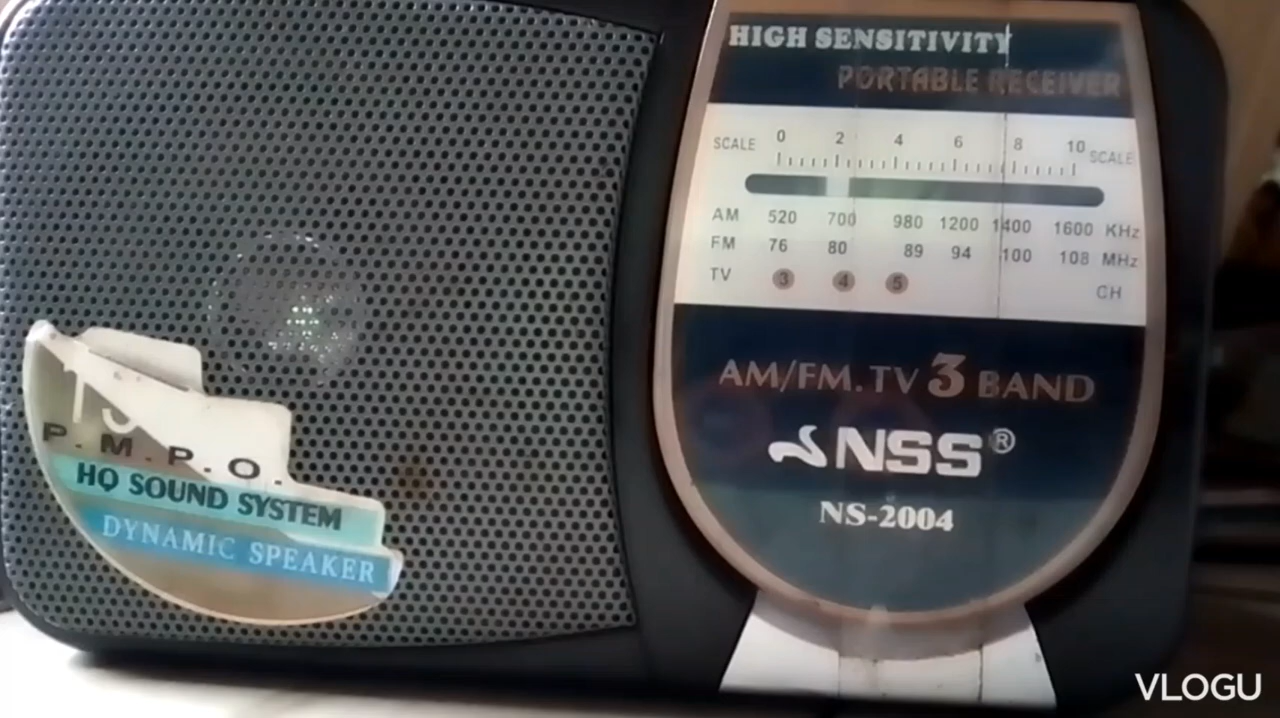 HIGH SENSITIVITY
PORTABLE RECEIVER
SCALE 0 2 4 6 8 10 SCALE
AM 520 700 980 1200 1400 1600 KHz
FM 76 80 89 94 100 108 MHz
TV 3 4 5 CH
AM/FM.TV 3 BAND
NSS®
NS-2004
P.M.P.O.
HQ SOUND SYSTEM
DYNAMIC SPEAKER
VLOGU